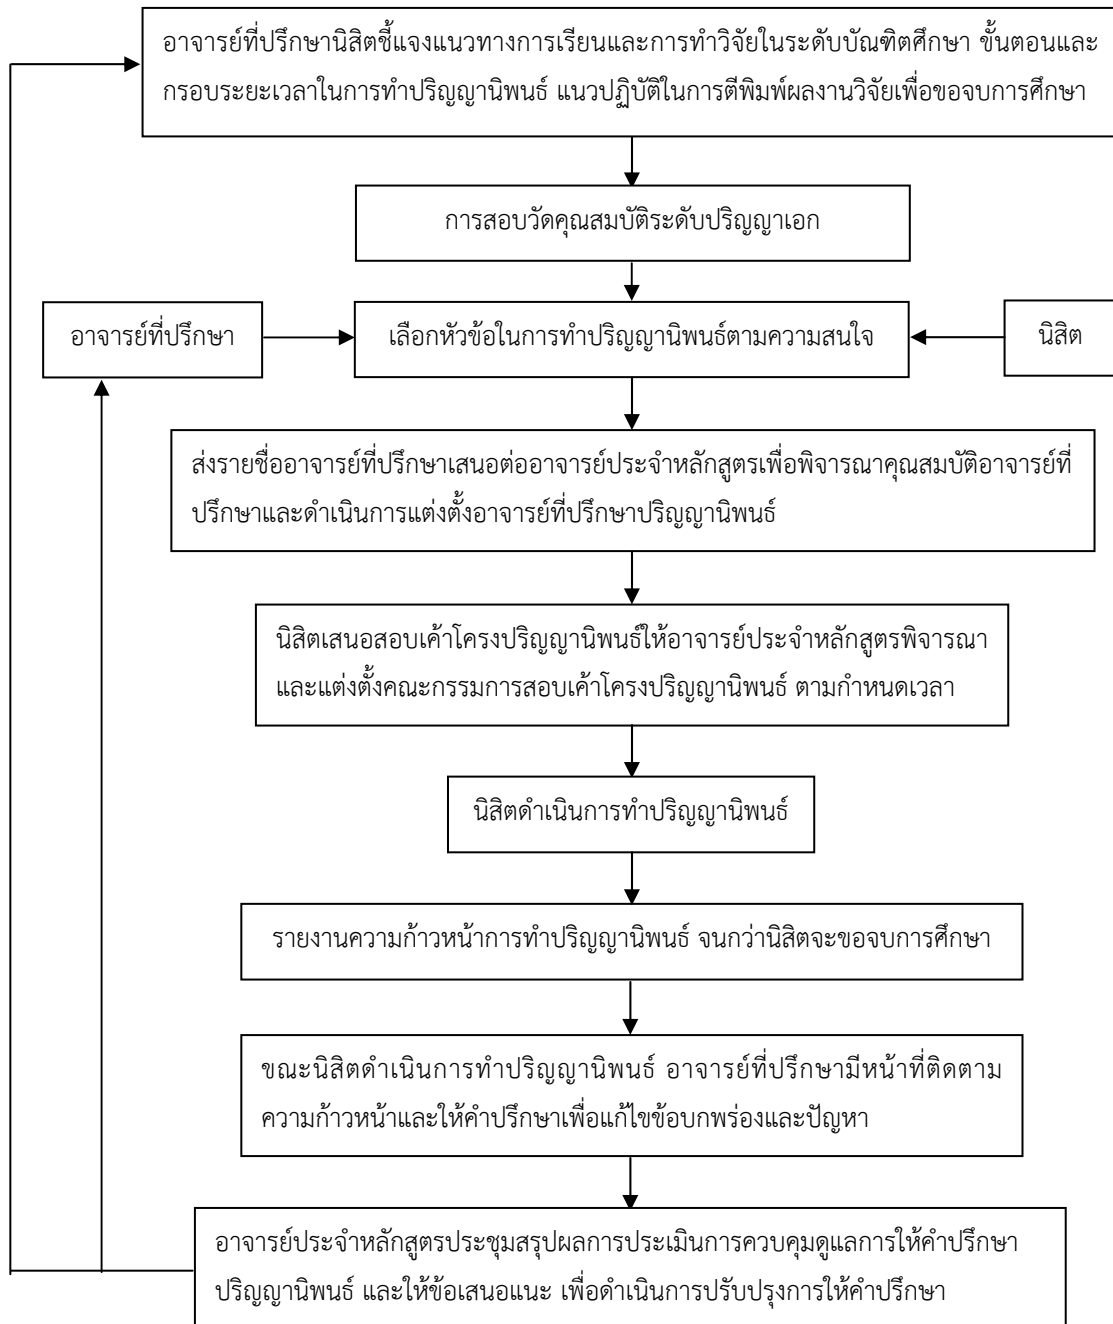 อาจารย์ที่ปรึกษานิสิตชี้แจงแนวทางการเรียนและการทำวิจัยในระดับบัณฑิตศึกษา ขั้นตอนและ
กรอบระยะเวลาในการทำปริญญานิพนธ์ แนวปฏิบัติในการตีพิมพ์ผลงานวิจัยเพื่อขอจบการศึกษา
การสอบวัดคุณสมบัติระดับปริญญาเอก
อาจารย์ที่ปรึกษา
เลือกหัวข้อในการทำปริญญานิพนธ์ตามความสนใจ
นิสิต
ส่งรายชื่ออาจารย์ที่ปรึกษาเสนอต่ออาจารย์ประจำหลักสูตรเพื่อพิจารณาคุณสมบัติอาจารย์ที่
ปรึกษาและดำเนินการแต่งตั้งอาจารย์ที่ปรึกษาปริญญานิพนธ์
นิสิตเสนอสอบเค้าโครงปริญญานิพนธ์ให้อาจารย์ประจำหลักสูตรพิจารณา
และแต่งตั้งคณะกรรมการสอบเค้าโครงปริญญานิพนธ์ ตามกำหนดเวลา
นิสิตดำเนินการทำปริญญานิพนธ์
รายงานความก้าวหน้าการทำปริญญานิพนธ์ จนกว่านิสิตจะขอจบการศึกษา
ขณะนิสิตดำเนินการทำปริญญานิพนธ์ อาจารย์ที่ปรึกษามีหน้าที่ติดตาม
ความก้าวหน้าและให้คำปรึกษาเพื่อแก้ไขข้อบกพร่องและปัญหา
อาจารย์ประจำหลักสูตรประชุมสรุปผลการประเมินการควบคุมดูแลการให้คำปรึกษา
ปริญญานิพนธ์ และให้ข้อเสนอแนะ เพื่อดำเนินการปรับปรุงการให้คำปรึกษา